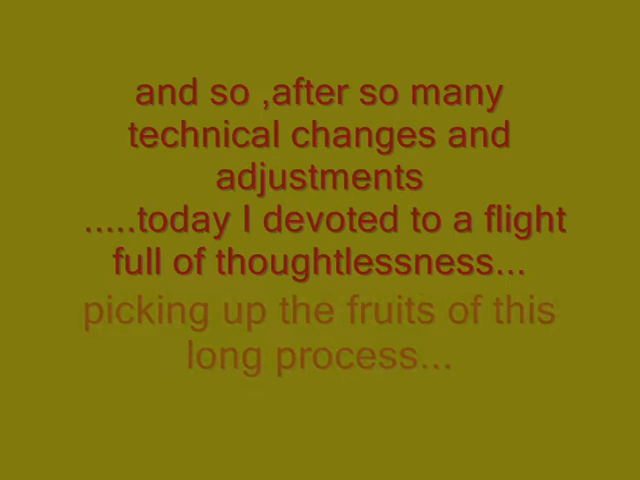 and so ,after so many
technical changes and
adjustments
.....today I devoted to a flight
full of thoughtlessness...
picking up the fruits of this
long process...